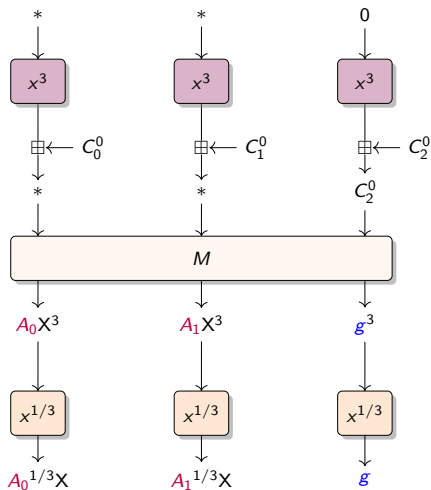 * * 0
x³ x³ x³
⊞ C₀⁰ ⊞ C₁⁰ ⊞ C₂⁰
* * C₂⁰
M
A₀X³ A₁X³ g³
x^{1/3} x^{1/3} x^{1/3}
A₀^{1/3}X A₁^{1/3}X g